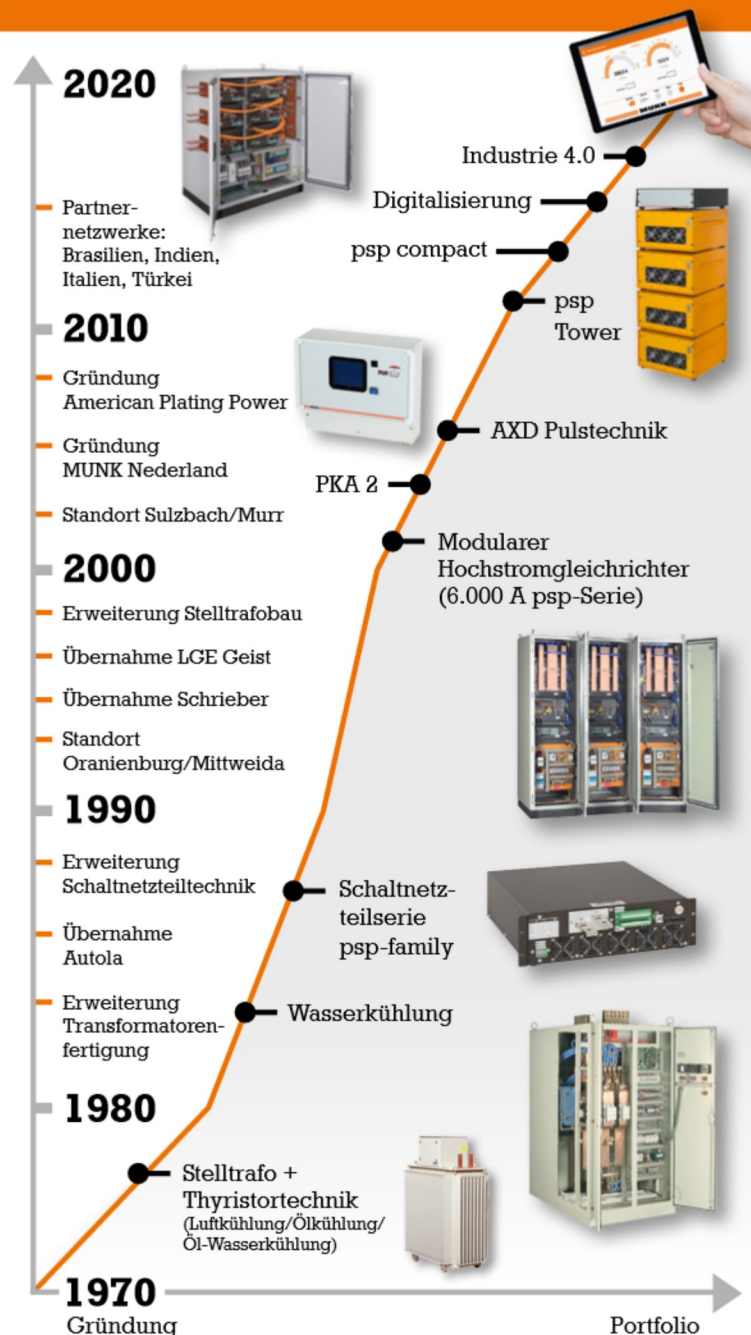 2020
Industrie 4.0
Digitalisierung
psp compact
psp
Tower
Partner-
netzwerke:
Brasilien, Indien,
Italien, Türkei
2010
Gründung
American Plating Power
AXD Pulstechnik
Gründung
MUNK Nederland
PKA 2
Standort Sulzbach/Murr
Modularer
Hochstromgleichrichter
(6.000 A psp-Serie)
2000
Erweiterung Stelltrafobau
Übernahme LGE Geist
Übernahme Schrieber
Standort
Oranienburg/Mittweida
1990
Erweiterung
Schaltnetzteiltechnik
Schaltnetz-
teilserie
psp-family
Übernahme
Autola
Erweiterung
Transformatoren-
fertigung
Wasserkühlung
1980
Stelltrafo +
Thyristortechnik
(Luftkühlung/Ölkühlung/
Öl-Wasserkühlung)
1970
Gründung
Portfolio